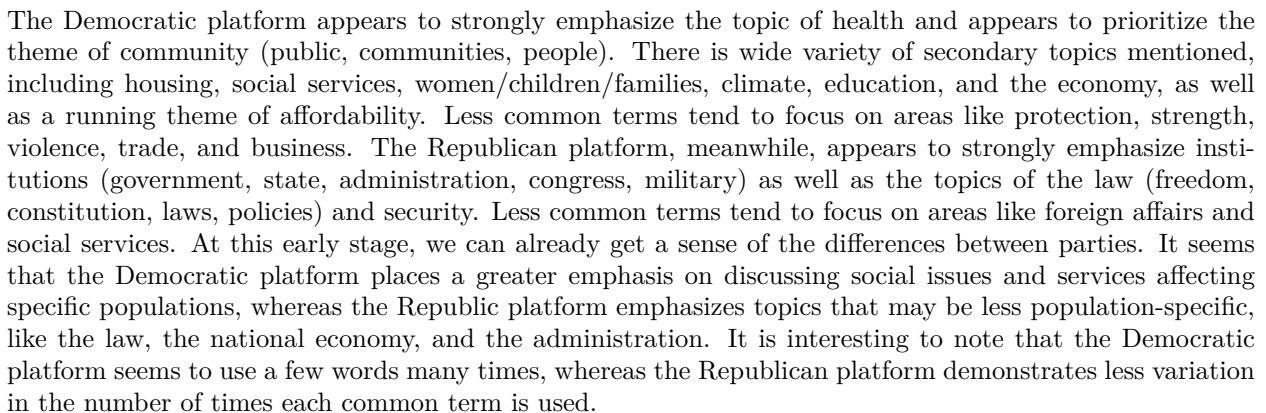 The Democratic platform appears to strongly emphasize the topic of health and appears to prioritize the
theme of community (public, communities, people). There is wide variety of secondary topics mentioned,
including housing, social services, women/children/families, climate, education, and the economy, as well
as a running theme of affordability. Less common terms tend to focus on areas like protection, strength,
violence, trade, and business. The Republican platform, meanwhile, appears to strongly emphasize insti-
tutions (government, state, administration, congress, military) as well as the topics of the law (freedom,
constitution, laws, policies) and security. Less common terms tend to focus on areas like foreign affairs and
social services. At this early stage, we can already get a sense of the differences between parties. It seems
that the Democratic platform places a greater emphasis on discussing social issues and services affecting
specific populations, whereas the Republic platform emphasizes topics that may be less population-specific,
like the law, the national economy, and the administration. It is interesting to note that the Democratic
platform seems to use a few words many times, whereas the Republican platform demonstrates less variation
in the number of times each common term is used.